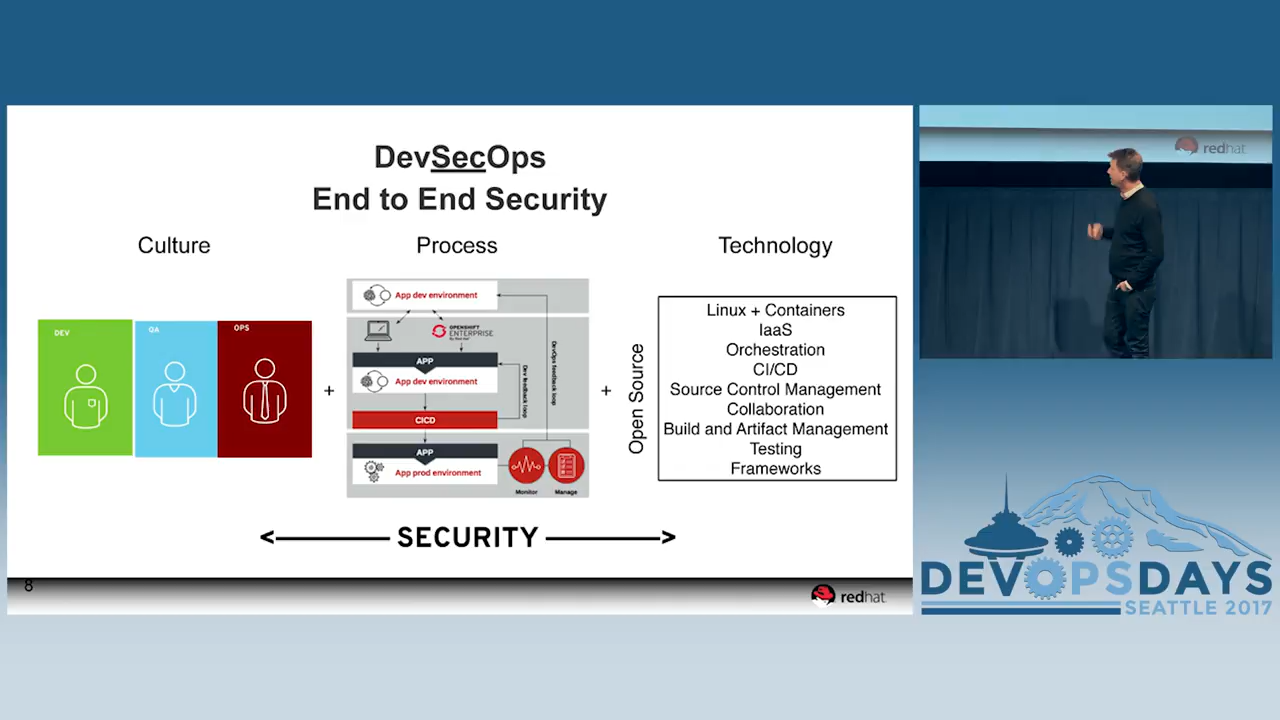 DevSecOps
End to End Security
Culture
Process
Technology
DEV
QA
OPS
+
App dev environment
OPENSHIFT
ENTERPRISE
By Red Hat
APP
App dev environment
CICD
APP
App prod environment
Dev feedback loop
DevOps feedback loop
Monitor
Manage
+
Open Source
Linux + Containers
IaaS
Orchestration
CI/CD
Source Control Management
Collaboration
Build and Artifact Management
Testing
Frameworks
<—— SECURITY ——>
8
redhat
redhat
DEVOPSDAYS
SEATTLE 2017